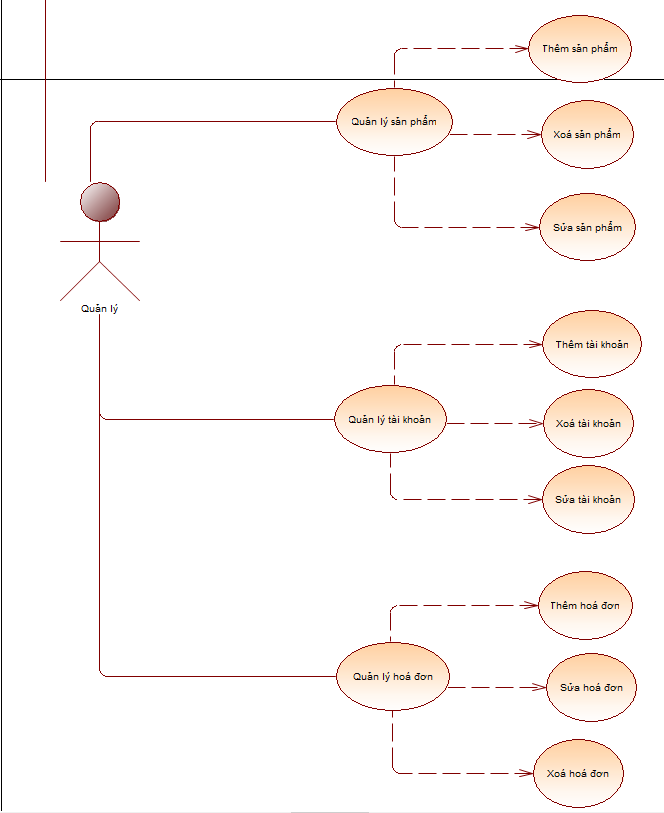 Thêm sản phẩm
Quản lý sản phẩm
Xoá sản phẩm
Sửa sản phẩm
Quản lý
Thêm tài khoản
Quản lý tài khoản
Xoá tài khoản
Sửa tài khoản
Thêm hoá đơn
Quản lý hoá đơn
Sửa hoá đơn
Xoá hoá đơn